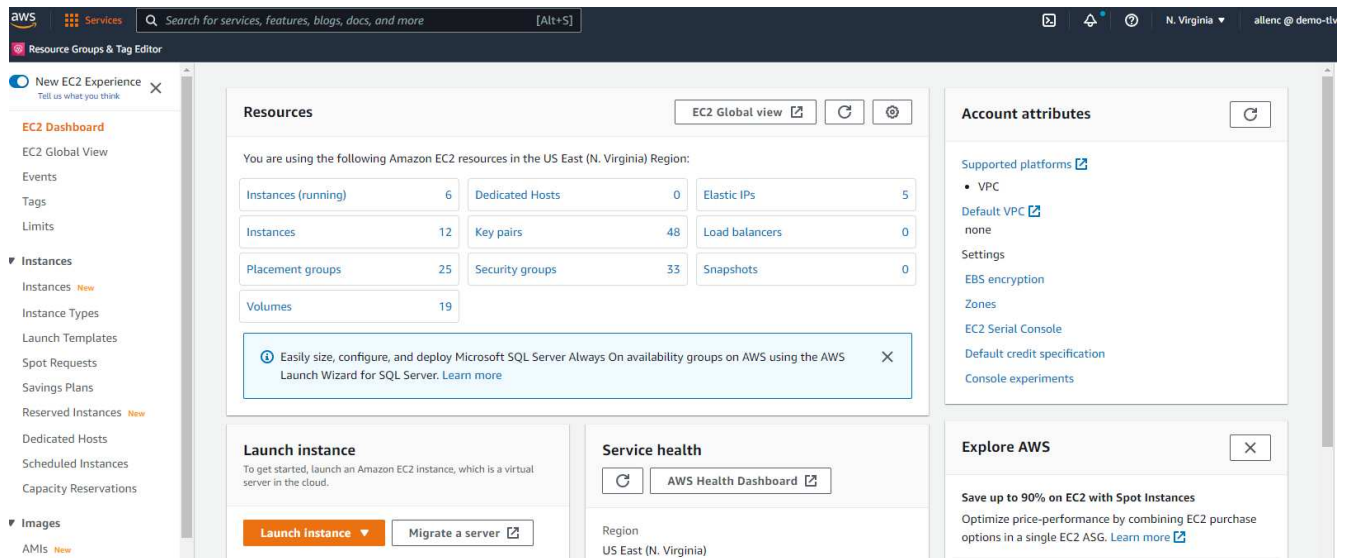 aws
Services
Search for services, features, blogs, docs, and more
[Alt+S]
N. Virginia ▼
allenc @ demo-tlv
Resource Groups & Tag Editor
New EC2 Experience
Tell us what you think
EC2 Dashboard
EC2 Global View
Events
Tags
Limits
Instances
Instances New
Instance Types
Launch Templates
Spot Requests
Savings Plans
Reserved Instances New
Dedicated Hosts
Scheduled Instances
Capacity Reservations
Images
AMIs New
Resources
EC2 Global view
You are using the following Amazon EC2 resources in the US East (N. Virginia) Region:
Instances (running) 6
Dedicated Hosts 0
Elastic IPs 5
Instances 12
Key pairs 48
Load balancers 0
Placement groups 25
Security groups 33
Snapshots 0
Volumes 19
Easily size, configure, and deploy Microsoft SQL Server Always On availability groups on AWS using the AWS
Launch Wizard for SQL Server. Learn more
Launch instance
To get started, launch an Amazon EC2 instance, which is a virtual
server in the cloud.
Launch instance ▼
Migrate a server
Service health
AWS Health Dashboard
Region
US East (N. Virginia)
Account attributes
Supported platforms
• VPC
Default VPC
none
Settings
EBS encryption
Zones
EC2 Serial Console
Default credit specification
Console experiments
Explore AWS
Save up to 90% on EC2 with Spot Instances
Optimize price-performance by combining EC2 purchase
options in a single EC2 ASG. Learn more